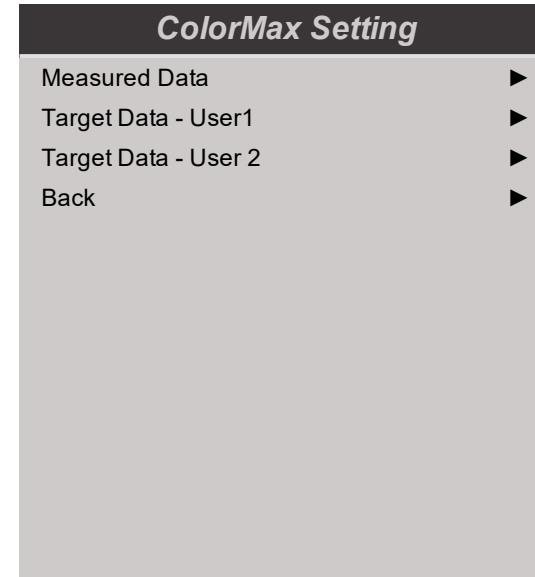 ColorMax Setting
Measured Data ►
Target Data - User1 ►
Target Data - User 2 ►
Back ►